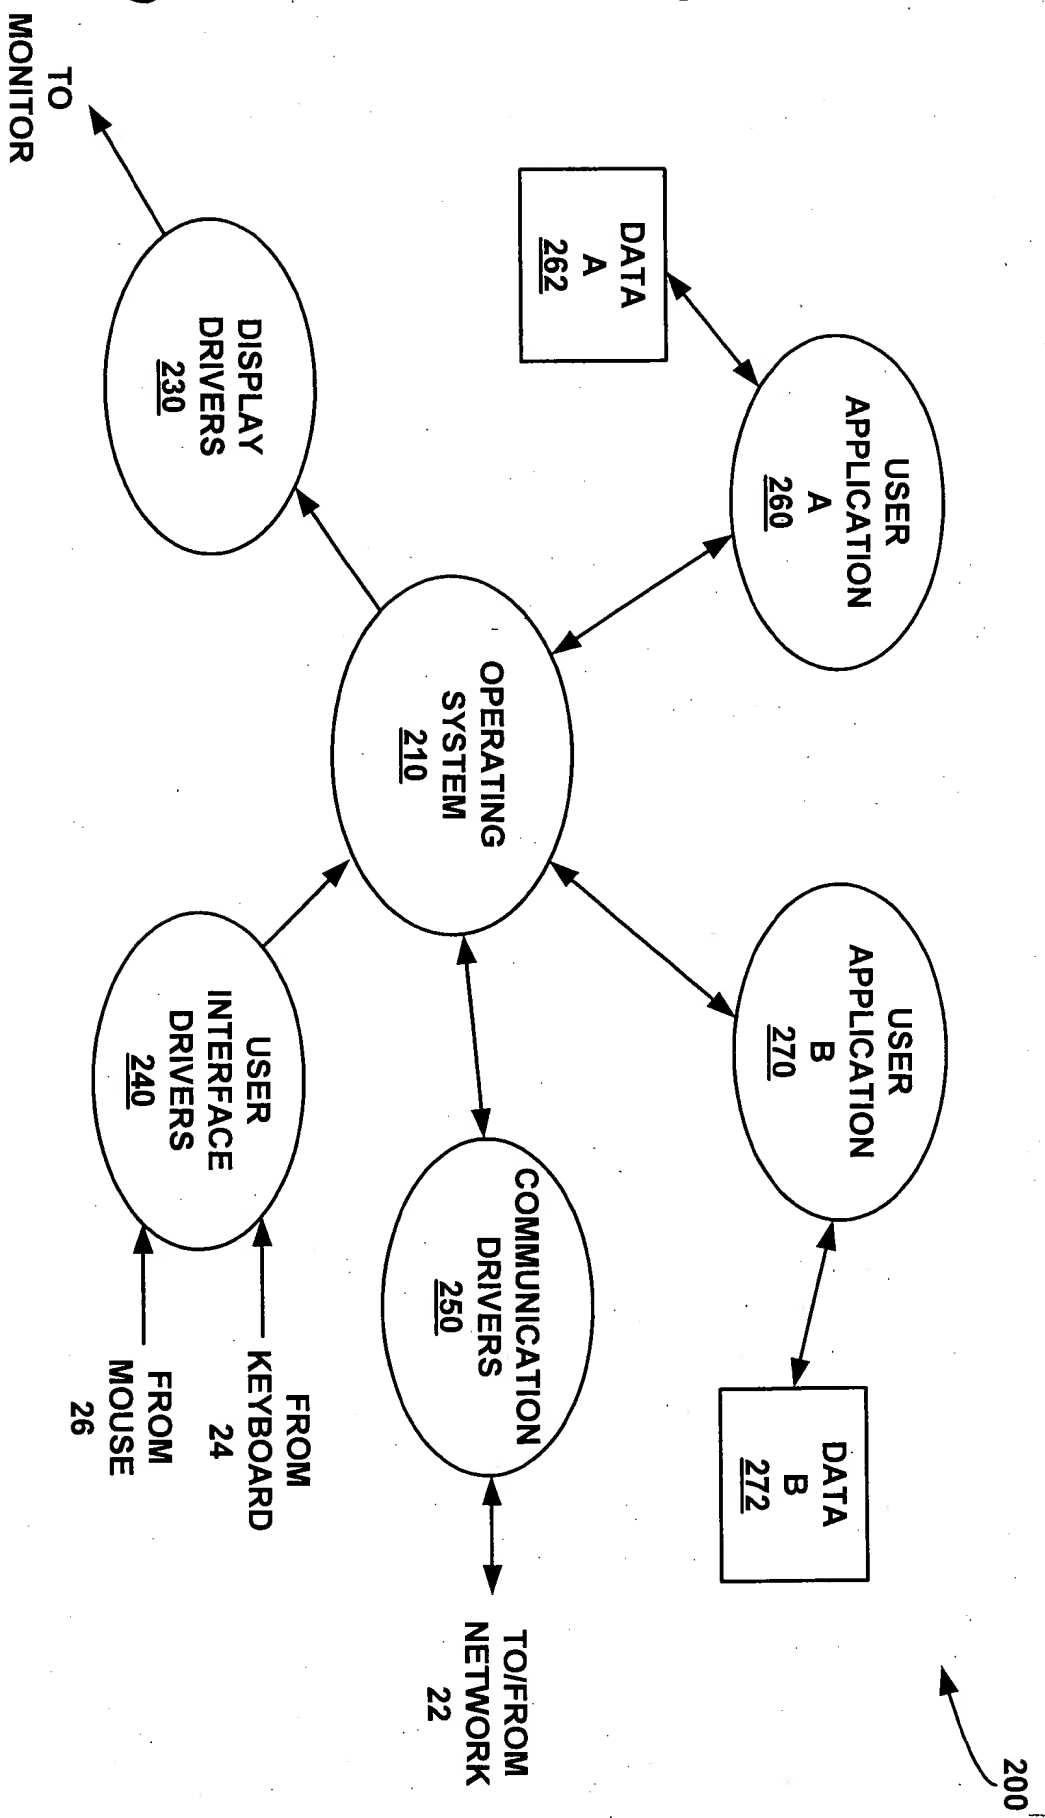 200
USER
APPLICATION
A
260
USER
APPLICATION
B
270
DATA
A
262
DATA
B
272
OPERATING
SYSTEM
210
COMMUNICATION
DRIVERS
250
TO/FROM
NETWORK
22
DISPLAY
DRIVERS
230
USER
INTERFACE
DRIVERS
240
FROM
KEYBOARD
24
FROM
MOUSE
26
TO
MONITOR